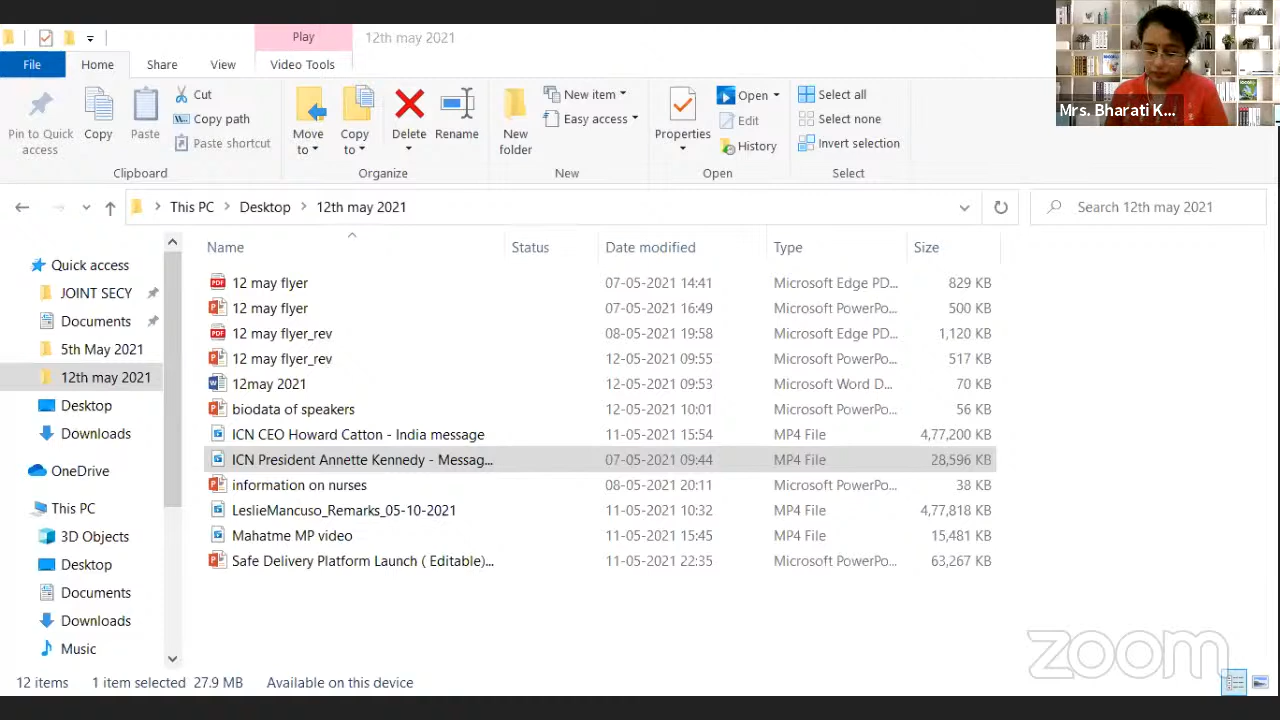 Play 12th may 2021
File Home Share View Video Tools
Pin to Quick access
Copy
Paste
Cut
Copy path
Paste shortcut
Clipboard
Move to
Copy to
Delete
Rename
Organize
New folder
New item
Easy access
New
Properties
Open
Edit
History
Open
Select all
Select none
Invert selection
Select
Mrs. Bharati K...
This PC > Desktop > 12th may 2021
Search 12th may 2021
Name Status Date modified Type Size
12 may flyer 07-05-2021 14:41 Microsoft Edge PD... 829 KB
12 may flyer 07-05-2021 16:49 Microsoft PowerPo... 500 KB
12 may flyer_rev 08-05-2021 19:58 Microsoft Edge PD... 1,120 KB
12 may flyer_rev 12-05-2021 09:55 Microsoft PowerPo... 517 KB
12may 2021 12-05-2021 09:53 Microsoft Word D... 70 KB
biodata of speakers 12-05-2021 10:01 Microsoft PowerPo... 56 KB
ICN CEO Howard Catton - India message 11-05-2021 15:54 MP4 File 4,77,200 KB
ICN President Annette Kennedy - Messag... 07-05-2021 09:44 MP4 File 28,596 KB
information on nurses 08-05-2021 20:11 Microsoft PowerPo... 38 KB
LeslieMancuso_Remarks_05-10-2021 11-05-2021 10:32 MP4 File 4,77,818 KB
Mahatme MP video 11-05-2021 15:45 MP4 File 15,481 KB
Safe Delivery Platform Launch ( Editable)... 11-05-2021 22:35 Microsoft PowerPo... 63,267 KB
Quick access
JOINT SECY
Documents
5th May 2021
12th may 2021
Desktop
Downloads
OneDrive
This PC
3D Objects
Desktop
Documents
Downloads
Music
12 items 1 item selected 27.9 MB Available on this device
zoom